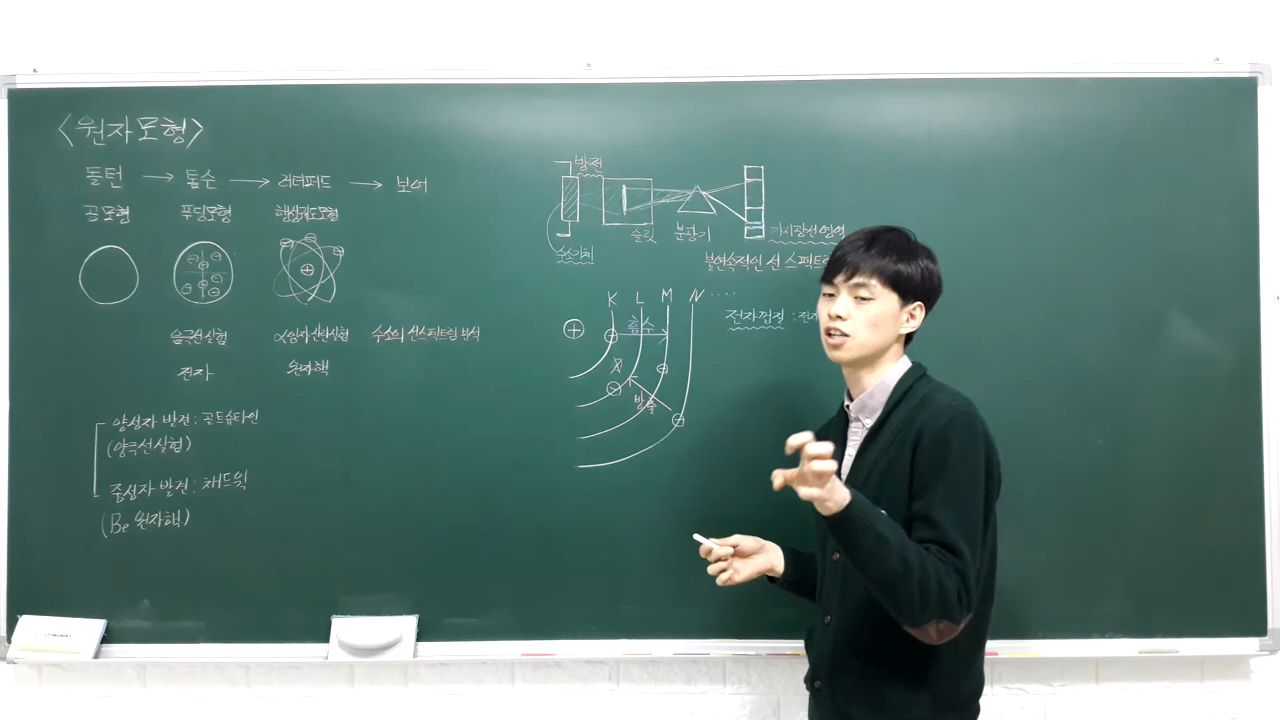 <원자모형>
돌턴 → 톰슨 → 러더퍼드 → 보어
공모형 푸딩모형 행성궤도모형
음극선실험 α입자산란실험 수소의 선스펙트럼 분석
전자 원자핵
양성자 발견 : 골트슈타인
(양극선실험)
중성자 발견 : 채드윅
(Be 원자핵)
방전
슬릿 분광기 가시광선영역
수소기체
불연속적인 선 스펙트
K L M N ····
흡수
방출
전자껍질 : 전자